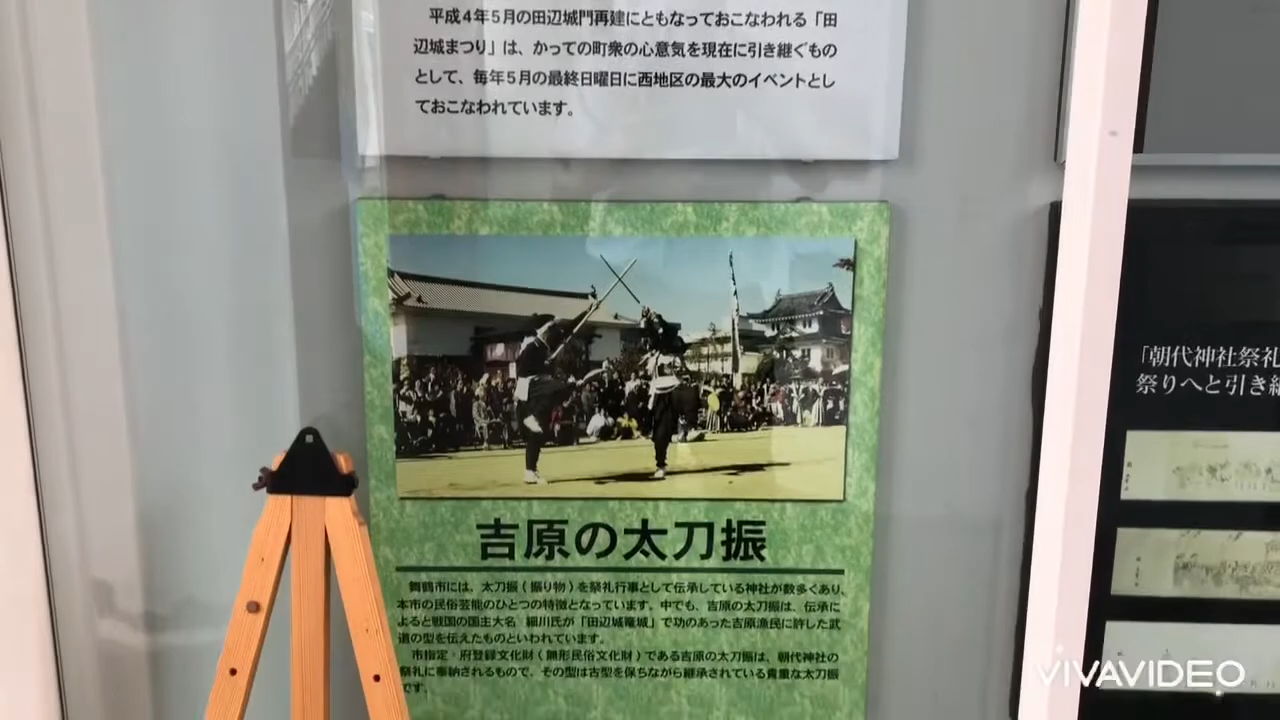 平成4年5月の田辺城門再建にともなっておこなわれる「田
辺城まつり」は、かっての町衆の心意気を現在に引き継ぐもの
として、毎年5月の最終日曜日に西地区の最大のイベントとし
ておこなわれています。
吉原の太刀振
舞鶴市には、太刀振(振り物)を祭礼行事として伝承している神社が数多くあり、
本市の民俗芸能のひとつの特徴となっています。中でも、吉原の太刀振は、伝承に
よると戦国の国主大名 細川氏が「田辺城籠城」で功のあった吉原漁民に許した武
道の型を伝えたものといわれています。
市指定・府登録文化財(無形民俗文化財)である吉原の太刀振は、朝代神社の
祭礼に奉納されるもので、その型は古型を保ちながら継承されている貴重な太刀振
です。
「朝代神社祭礼
祭りへと引き継
VIVAVIDEO